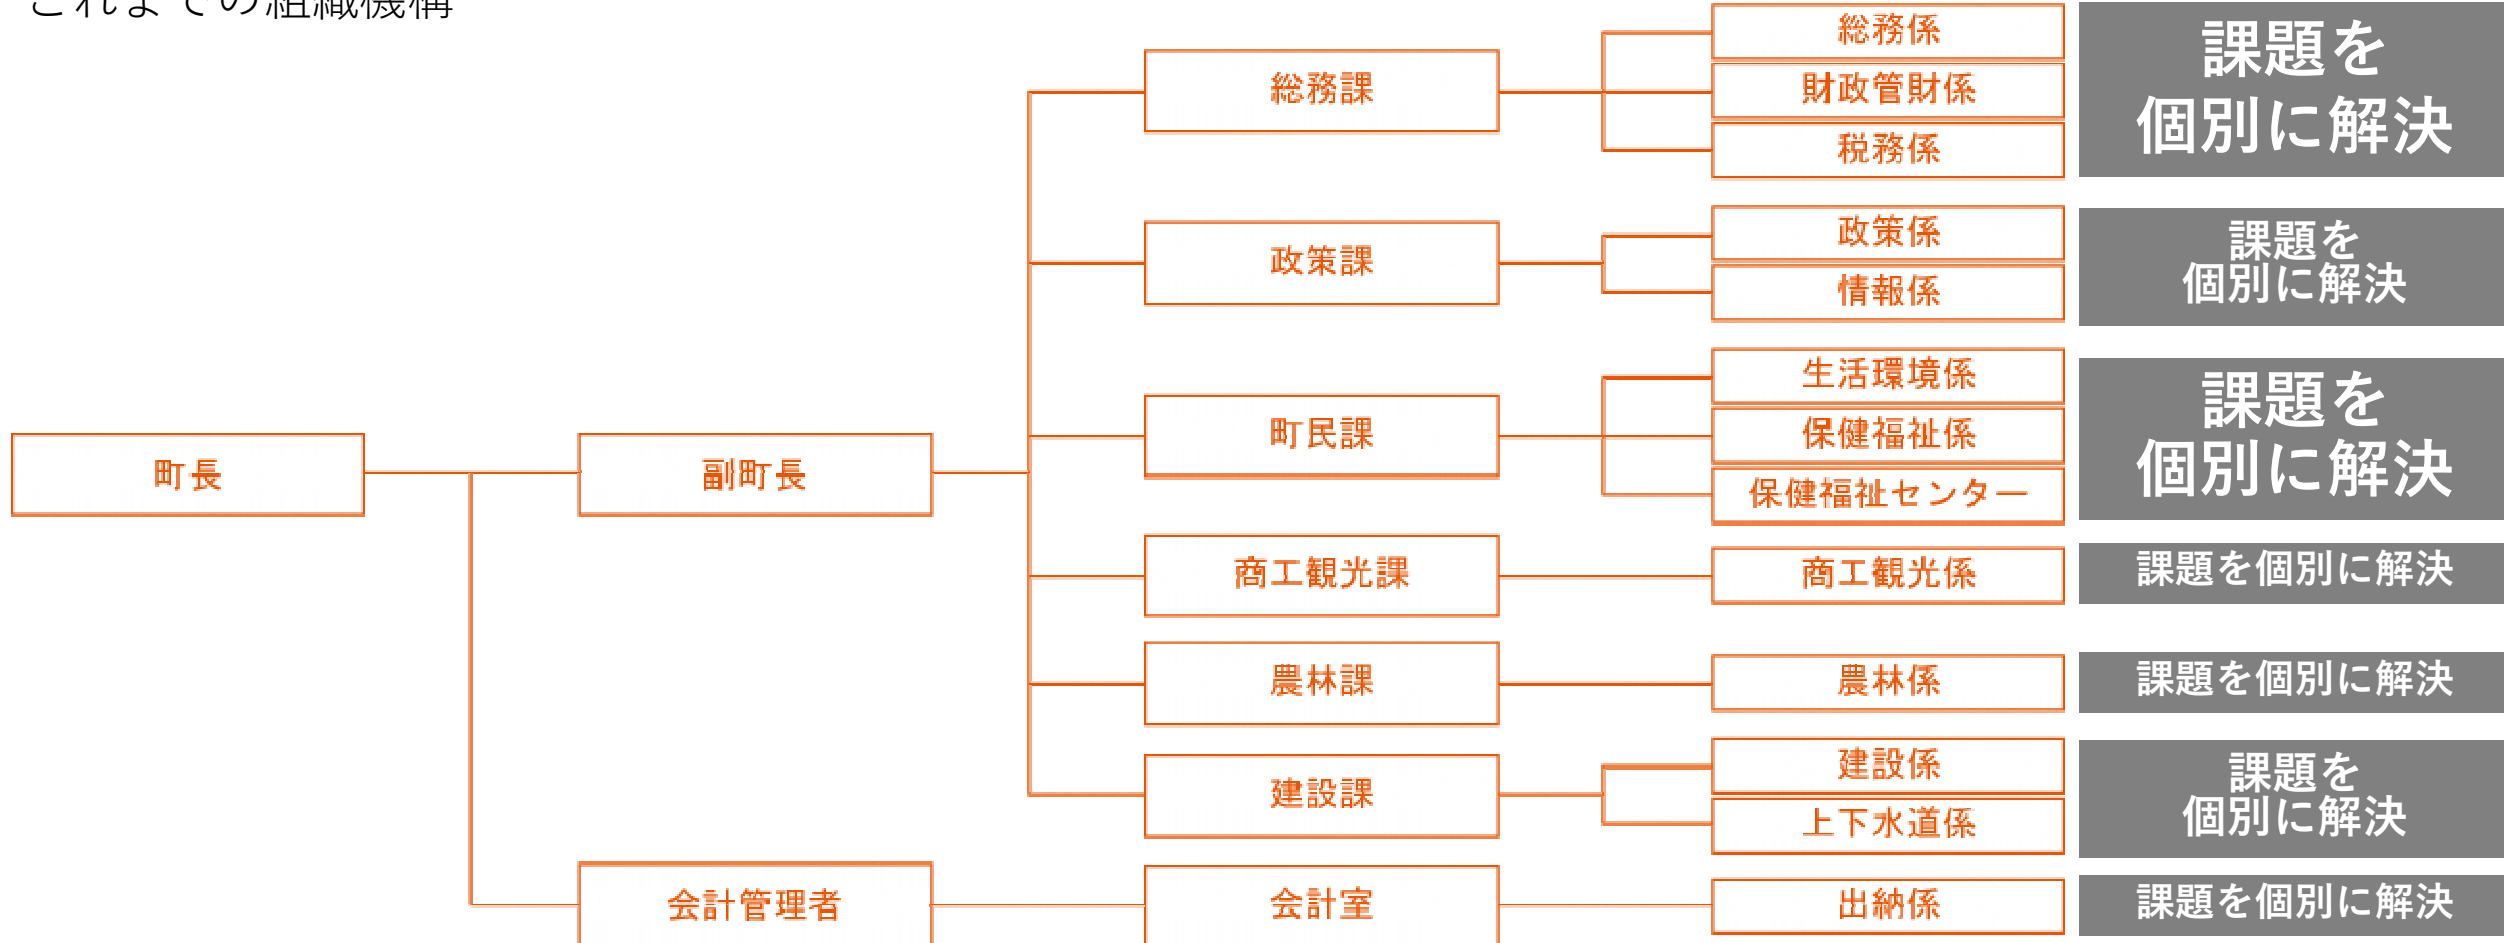 これまでの組織機構
総務係
課題を
個別に解決
総務課
財政管財係
税務係
政策係
課題を
個別に解決
政策課
情報係
生活環境係
課題を
個別に解決
町民課
保健福祉係
町長
副町長
保健福祉センター
商工観光課
商工観光係
課題を個別に解決
農林課
農林係
課題を個別に解決
建設係
課題を
個別に解決
建設課
上下水道係
会計管理者
会計室
出納係
課題を個別に解決